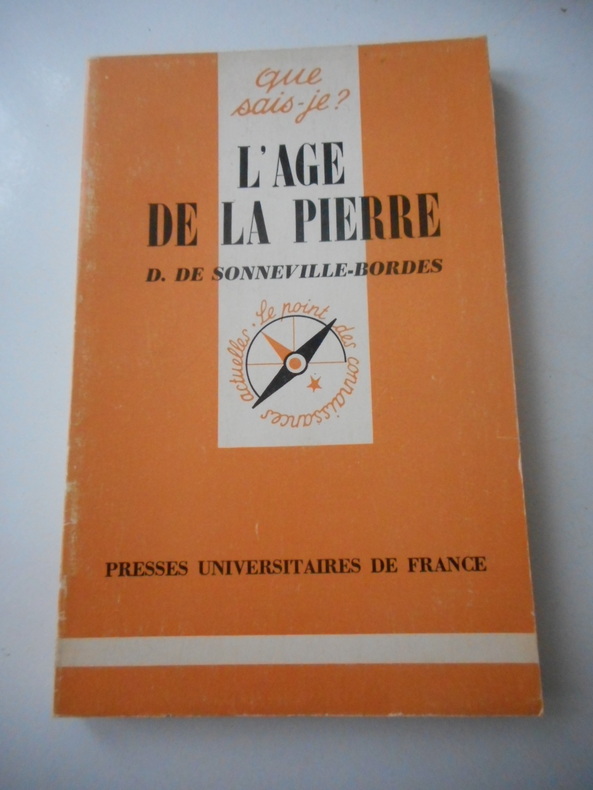 que
sais-je?
L'AGE
DE LA PIERRE
D. DE SONNEVILLE-BORDES
Le point des connaissances actuelles.
PRESSES UNIVERSITAIRES DE FRANCE